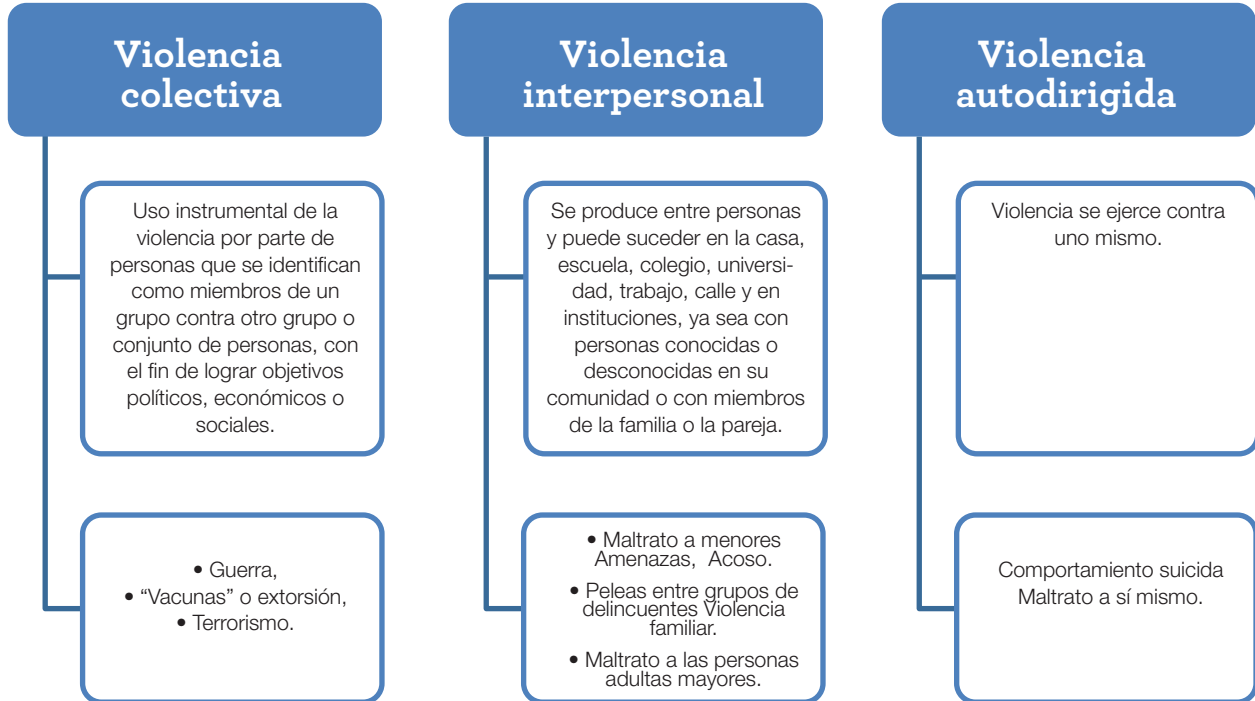 Violencia
colectiva
Uso instrumental de la
violencia por parte de
personas que se identifican
como miembros de un
grupo contra otro grupo o
conjunto de personas, con
el fin de lograr objetivos
políticos, económicos o
sociales.
• Guerra,
• “Vacunas” o extorsión,
• Terrorismo.
Violencia
interpersonal
Se produce entre personas
y puede suceder en la casa,
escuela, colegio, universi-
dad, trabajo, calle y en
instituciones, ya sea con
personas conocidas o
desconocidas en su
comunidad o con miembros
de la familia o la pareja.
• Maltrato a menores
Amenazas, Acoso.
• Peleas entre grupos de
delincuentes Violencia
familiar.
• Maltrato a las personas
adultas mayores.
Violencia
autodirigida
Violencia se ejerce contra
uno mismo.
Comportamiento suicida
Maltrato a sí mismo.